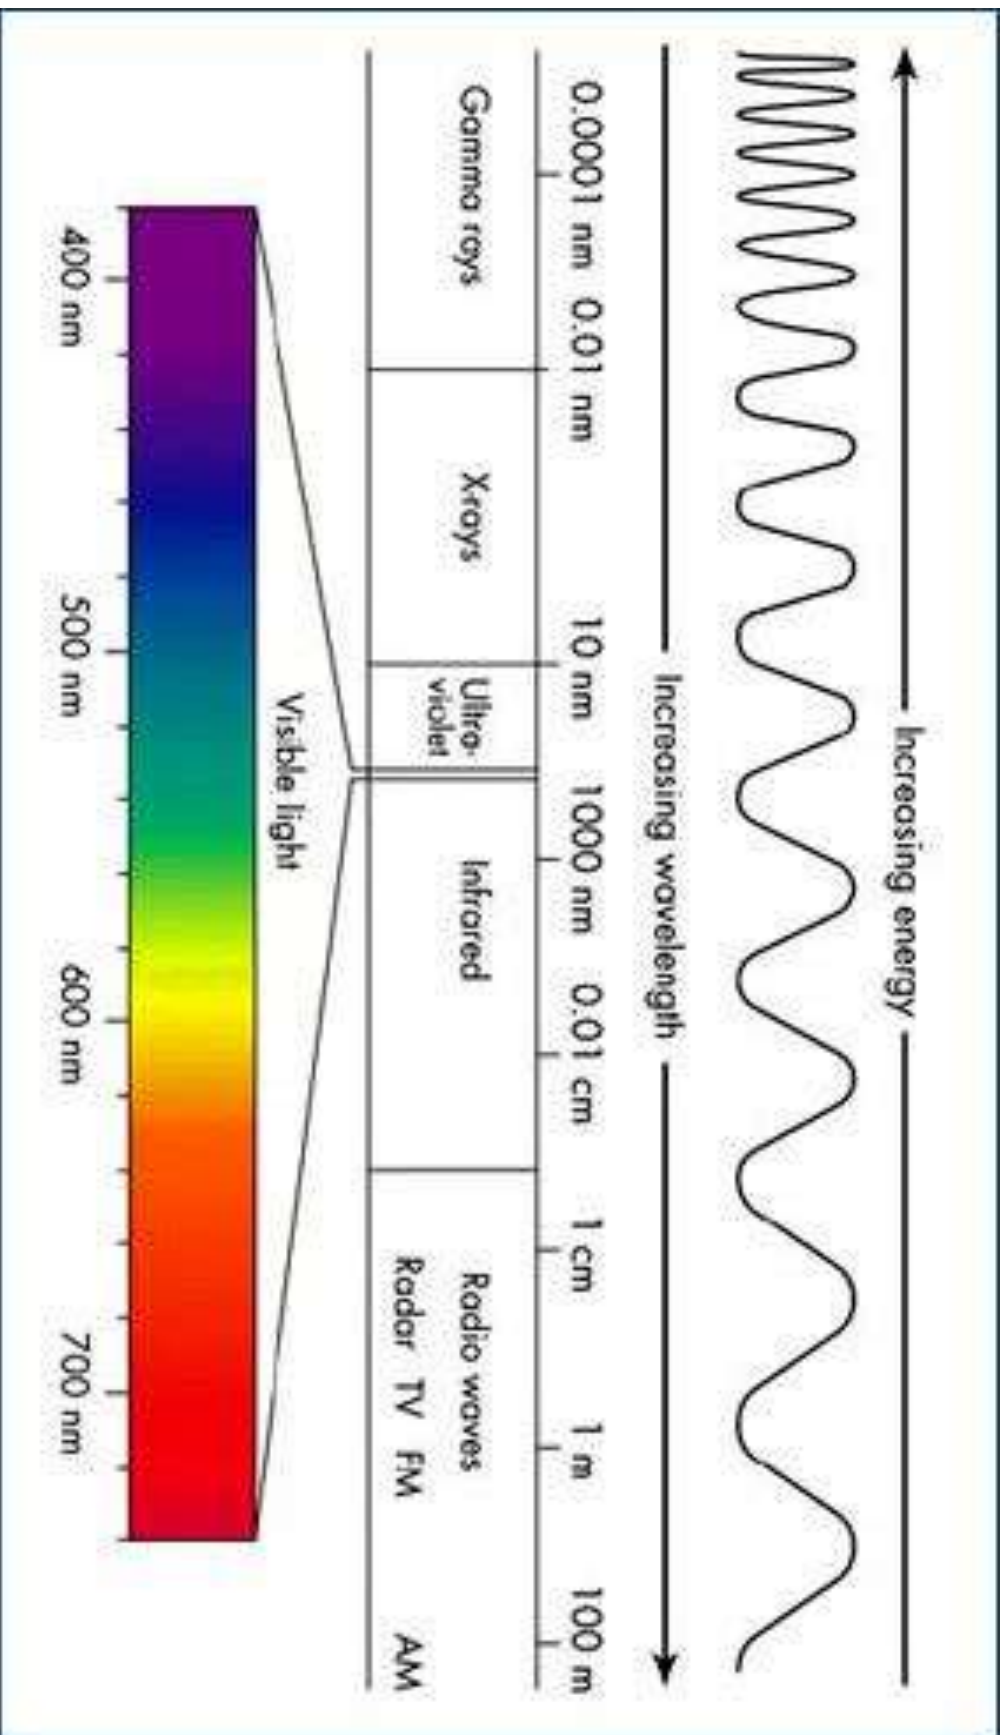 Increasing energy
Increasing wavelength
0.0001 nm 0.01 nm 10 nm 1000 nm 0.01 cm 1 cm 1 m 100 m
Gamma rays X-rays Ultra- Infrared Radio waves
violet Radar TV FM AM
Visible light
400 nm 500 nm 600 nm 700 nm